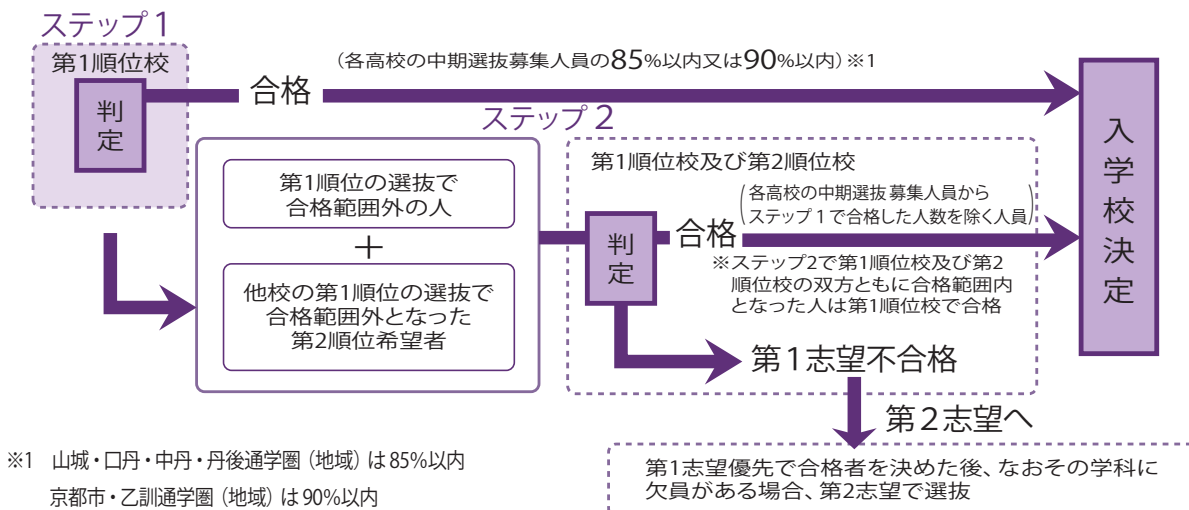 ステップ1
第1順位校
判定
合格
(各高校の中期選抜募集人員の85%以内又は90%以内)※1
ステップ2
第1順位の選抜で
合格範囲外の人
+
他校の第1順位の選抜で
合格範囲外となった
第2順位希望者
第1順位校及び第2順位校
判定
合格
(各高校の中期選抜募集人員から
ステップ1で合格した人数を除く人員)
※ステップ2で第1順位校及び第2
順位校の双方ともに合格範囲内
となった人は第1順位校で合格
第1志望不合格
第2志望へ
第1志望優先で合格者を決めた後、なおその学科に
欠員がある場合、第2志望で選抜
入学校決定
※1 山城・口丹・中丹・丹後通学圏(地域)は85%以内
京都市・乙訓通学圏(地域)は90%以内